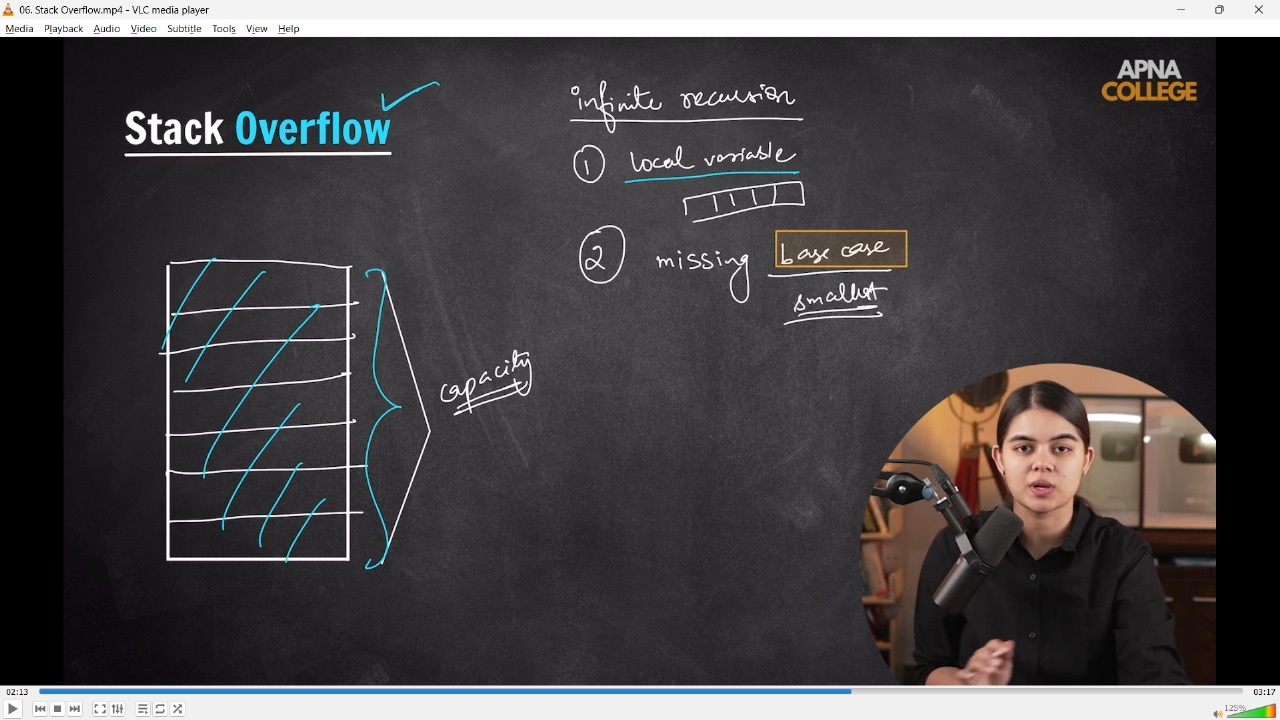 06. Stack Overflow.mp4 - VLC media player
Media Playback Audio Video Subtitle Tools View Help
APNA
COLLEGE
Stack Overflow
infinite recursion
1 local variable
2 missing base case
smallest
capacity
02:13
03:17
125%